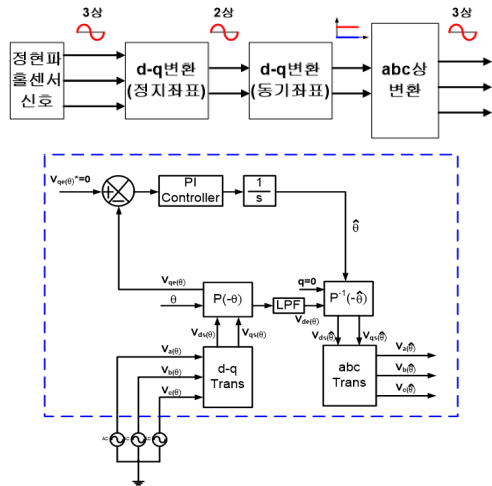 3상
2상
3상
정현파
홀센서
신호
d-q변환
(정지좌표)
d-q변환
(동기좌표)
abc상
변환
Vqe(θ)*=0
PI
Controller
1
s
θ̂
Vqe(θ)
q=0
θ
P(-θ)
LPF
P⁻¹(-θ̂)
Vde(θ)
Vds(θ)
Vqs(θ)
Vds(θ̂)
Vqs(θ̂)
Va(θ)
Vb(θ)
Vc(θ)
d-q
Trans
abc
Trans
Va(θ̂)
Vb(θ̂)
Vc(θ̂)